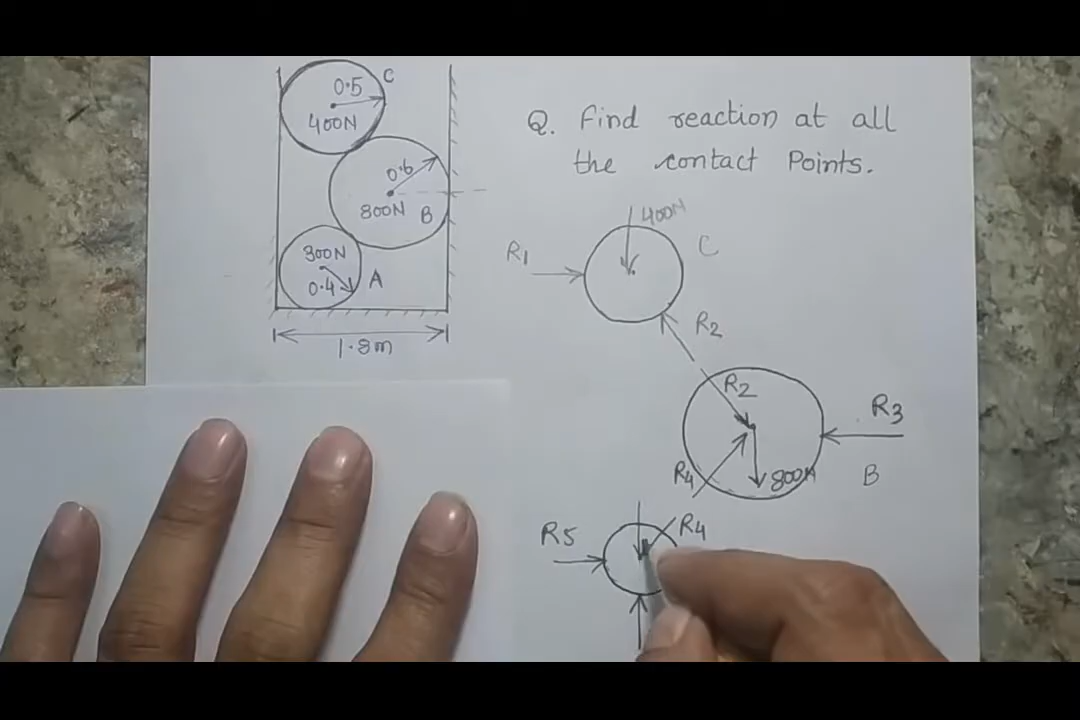 0.5
C
400N
0.6
800N
B
300N
0.4
A
1.8m
Q. Find reaction at all
the contact Points.
400N
C
R1
R2
R2
R3
R4
800N
B
R5
R4